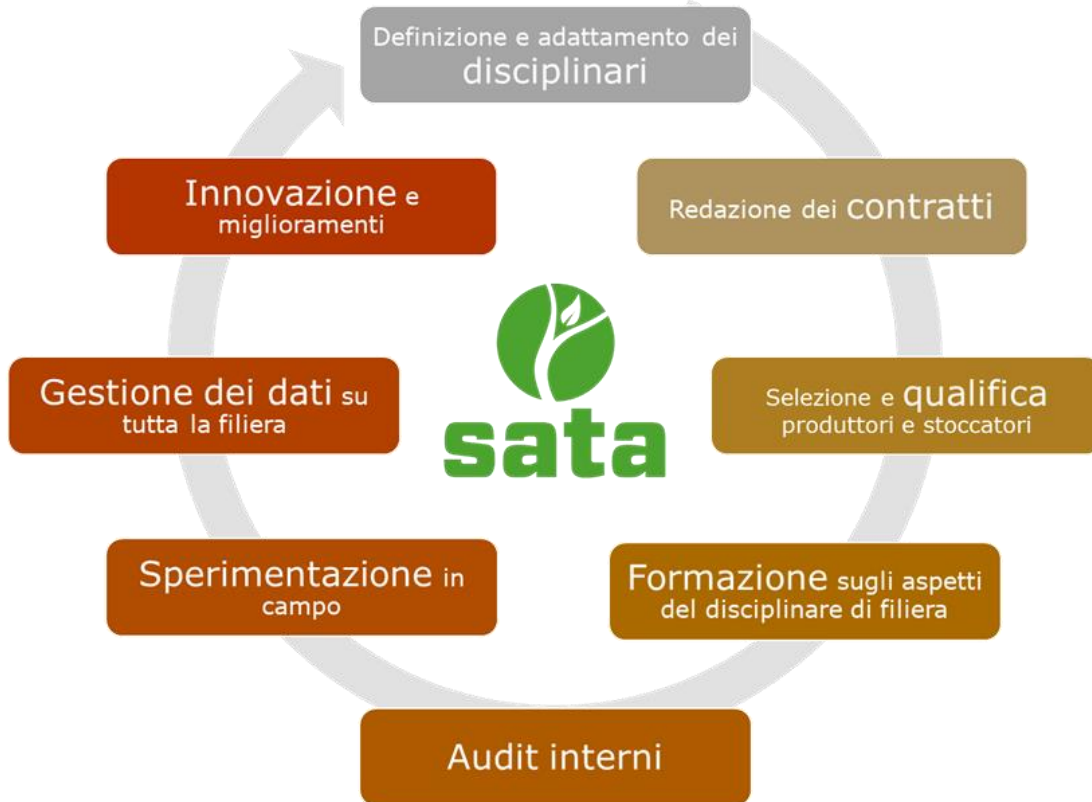 Definizione e adattamento dei
disciplinari
Redazione dei contratti
Selezione e qualifica
produttori e stoccatori
Formazione sugli aspetti
del disciplinare di filiera
Audit interni
Sperimentazione in
campo
Gestione dei dati su
tutta la filiera
Innovazione e
miglioramenti
sata